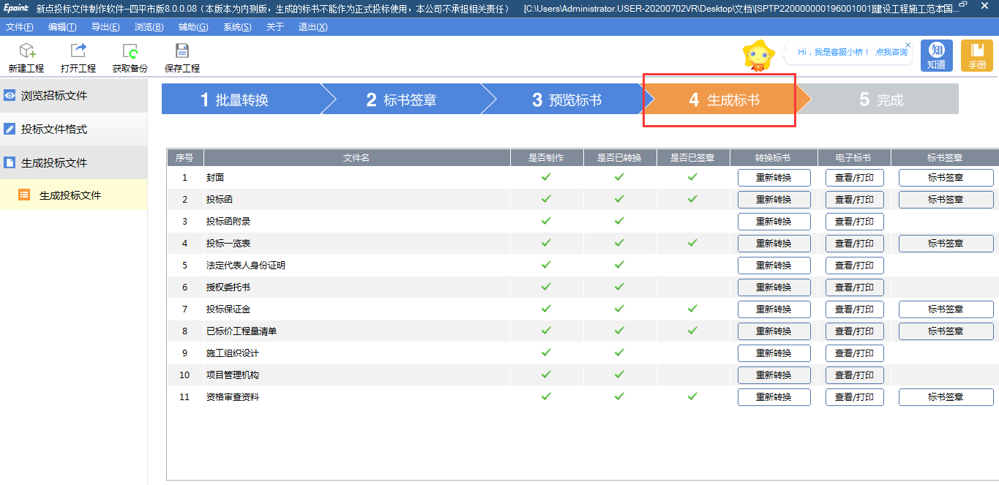 Epoint 新点投标文件制作软件-四平市版8.0.0.08（本版本为内测版，生成的标书不能作为正式投标使用，本公司不承担相关责任） [C:\Users\Administrator.USER-20200702VR\Desktop\文档\[SPTP220000000196001001]建设工程施工范本国...
文件(F) 编辑(T) 导出(E) 浏览(B) 辅助(G) 系统(S) 关于 退出(X)
新建工程 打开工程 获取备份 保存工程
Hi，我是客服小桥！ 点我咨询
知
知道
手册
浏览招标文件
投标文件格式
生成投标文件
生成投标文件
1 批量转换 2 标书签章 3 预览标书 4 生成标书 5 完成
序号 文件名 是否制作 是否已转换 是否已签章 转换标书 电子标书 标书签章
1 封面 重新转换 查看/打印 标书签章
2 投标函 重新转换 查看/打印 标书签章
3 投标函附录 重新转换 查看/打印
4 投标一览表 重新转换 查看/打印 标书签章
5 法定代表人身份证明 重新转换 查看/打印
6 授权委托书 重新转换 查看/打印
7 投标保证金 重新转换 查看/打印 标书签章
8 已标价工程量清单 重新转换 查看/打印 标书签章
9 施工组织设计 重新转换 查看/打印
10 项目管理机构 重新转换 查看/打印
11 资格审查资料 重新转换 查看/打印 标书签章